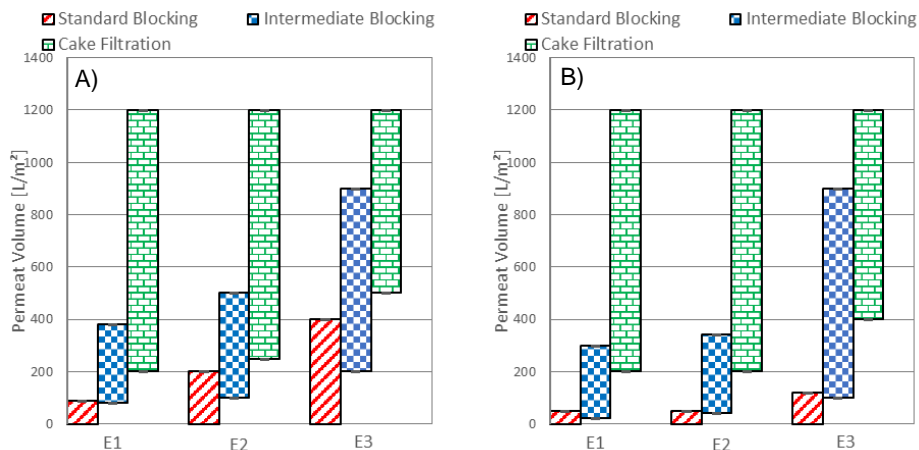 Standard Blocking
Intermediate Blocking
Cake Filtration
1400
1200
1000
800
600
400
200
0
Permeat Volume [L/m²]
A)
E1
E2
E3
Standard Blocking
Intermediate Blocking
Cake Filtration
1400
1200
1000
800
600
400
200
0
Permeat Volume [L/m²]
B)
E1
E2
E3